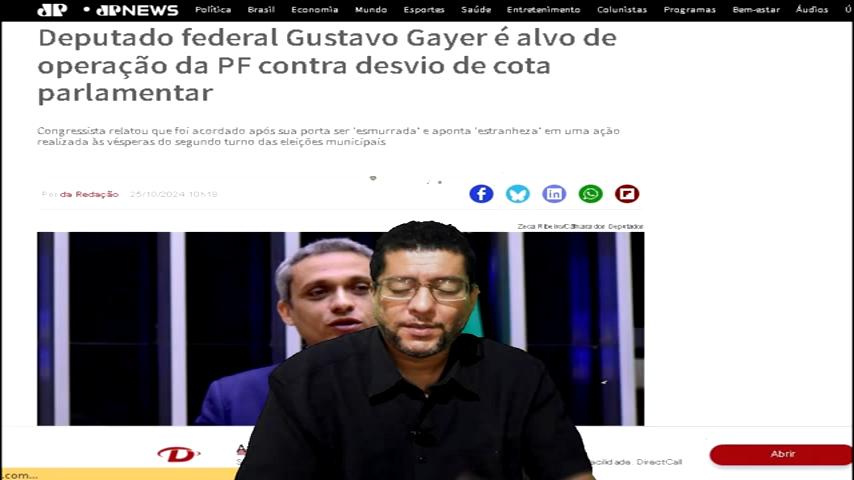 JP JPNEWS Política Brasil Economia Mundo Esportes Saúde Entretenimento Colunistas Programas Bem-estar Áudios
Deputado federal Gustavo Gayer é alvo de
operação da PF contra desvio de cota
parlamentar
Congressista relatou que foi acordado após sua porta ser 'esmurrada' e aponta 'estranheza' em uma ação
realizada às vésperas do segundo turno das eleições municipais
Por da Redação 25/10/2024 10h18
Zeca Ribeiro/Câmara dos Deputados
Abrir
DirectCall
.com...